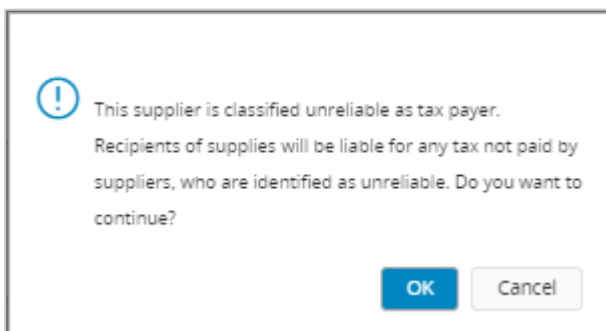 This supplier is classified unreliable as tax payer.
Recipients of supplies will be liable for any tax not paid by
suppliers, who are identified as unreliable. Do you want to
continue?
OK Cancel